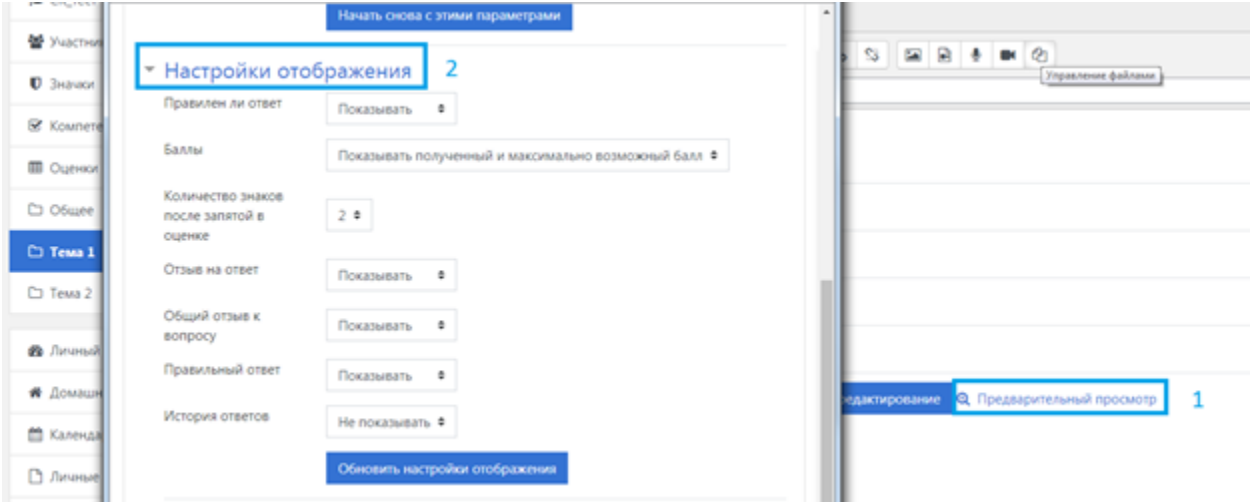 Участни
Значки
Компете
Оценки
Общее
Тема 1
Тема 2
Личный
Домашн
Календа
Личные
Начать снова с этими параметрами
Настройки отображения 2
Правилен ли ответ Показывать
Баллы Показывать полученный и максимально возможный балл
Количество знаков
после запятой в
оценке
2
Отзыв на ответ Показывать
Общий отзыв к
вопросу
Показывать
Правильный ответ Показывать
История ответов Не показывать
Обновить настройки отображения
Управление файлами
едактирование Предварительный просмотр 1